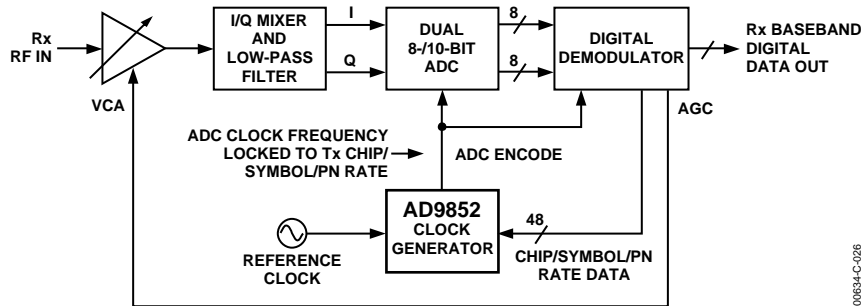 Rx
RF IN
VCA
I/Q MIXER
AND
LOW-PASS
FILTER
I
Q
DUAL
8-/10-BIT
ADC
8
8
DIGITAL
DEMODULATOR
Rx BASEBAND
DIGITAL
DATA OUT
AGC
ADC CLOCK FREQUENCY
LOCKED TO Tx CHIP/
SYMBOL/PN RATE
ADC ENCODE
AD9852
CLOCK
GENERATOR
48
CHIP/SYMBOL/PN
RATE DATA
REFERENCE
CLOCK
00634-C-026